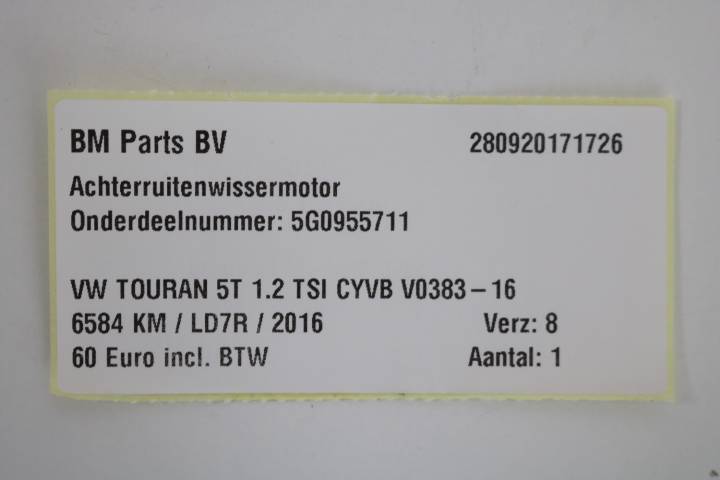 BM Parts BV 280920171726
Achterruitenwissermotor
Onderdeelnummer: 5G0955711
VW TOURAN 5T 1.2 TSI CYVB V0383-16
6584 KM / LD7R / 2016 Verz: 8
60 Euro incl. BTW Aantal: 1